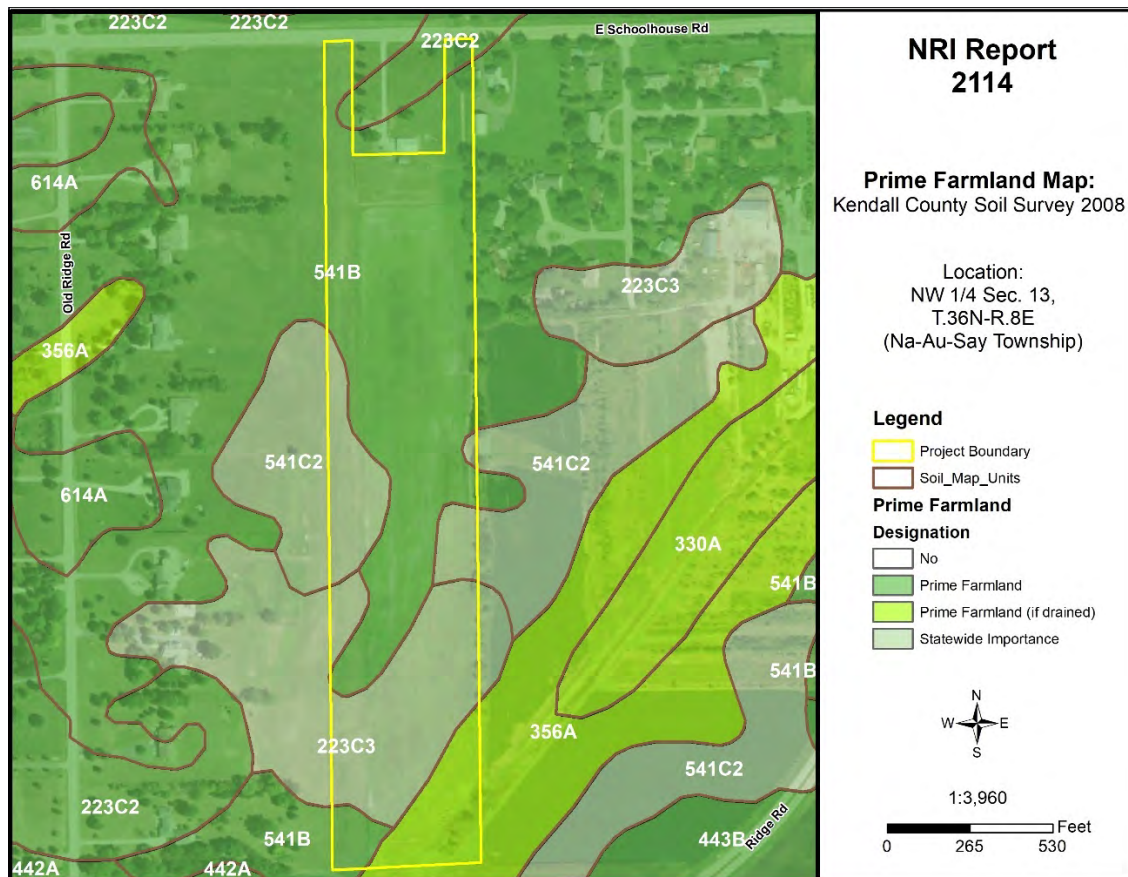 223C2
223C2
223C2
E Schoolhouse Rd
614A
Old Ridge Rd
541B
223C3
356A
541C2
541C2
614A
330A
541B
541B
223C3
356A
541C2
223C2
541B
443B
Ridge Rd
442A
442A
NRI Report
2114
Prime Farmland Map:
Kendall County Soil Survey 2008
Location:
NW 1/4 Sec. 13,
T.36N-R.8E
(Na-Au-Say Township)
Legend
Project Boundary
Soil_Map_Units
Prime Farmland
Designation
No
Prime Farmland
Prime Farmland (if drained)
Statewide Importance
N
W E
S
1:3,960
Feet
0 265 530